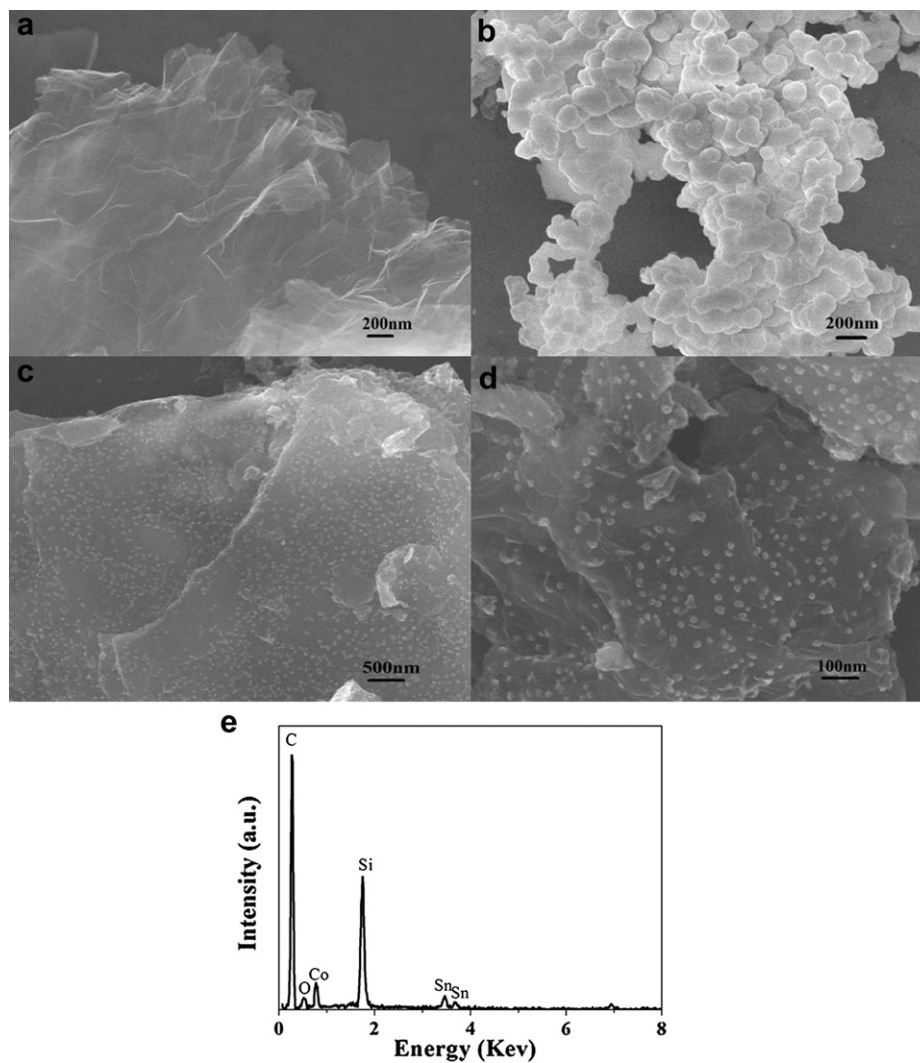 a
b
200nm
200nm
c
d
500nm
100nm
e
C
Si
O
Co
Sn
Sn
Intensity (a.u.)
0
2
4
6
8
Energy (Kev)